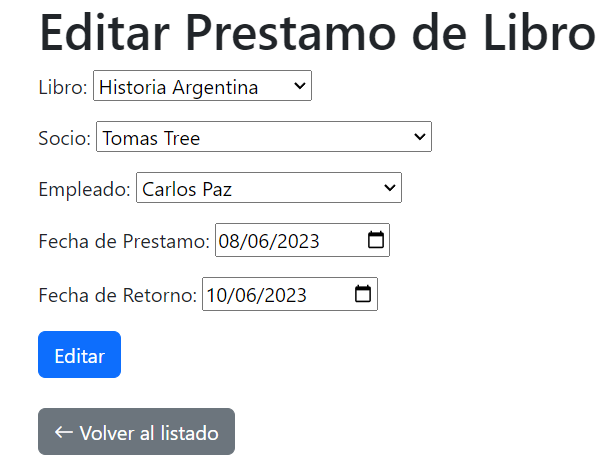 Editar Prestamo de Libro
Libro: Historia Argentina
Socio: Tomas Tree
Empleado: Carlos Paz
Fecha de Prestamo: 08/06/2023
Fecha de Retorno: 10/06/2023
Editar
← Volver al listado